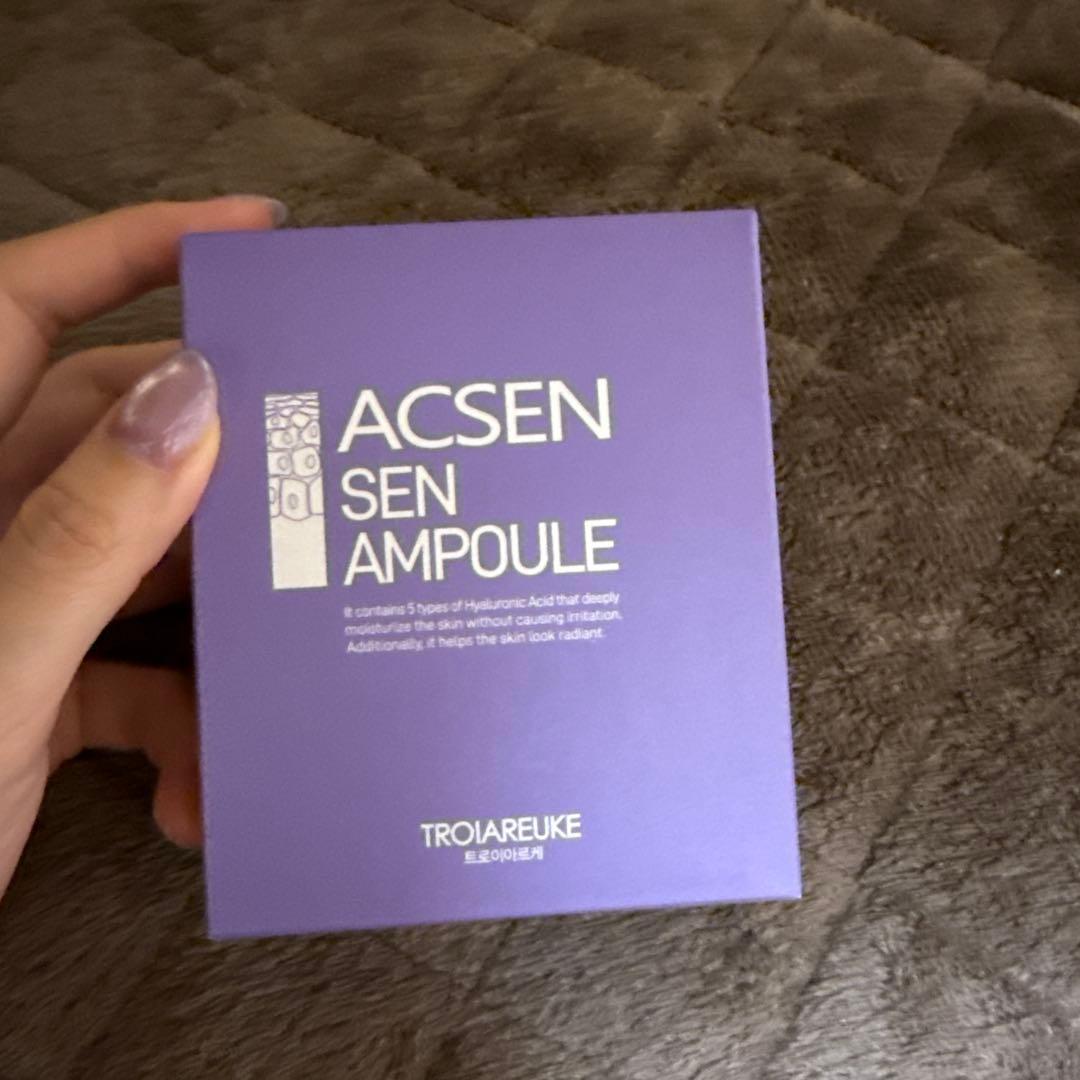 ACSEN
SEN
AMPOULE
It contains 5 types of Hyaluronic Acid that deeply
moisturize the skin without causing irritation.
Additionally, it helps the skin look radiant.
TROIAREUKE
트로이아르케